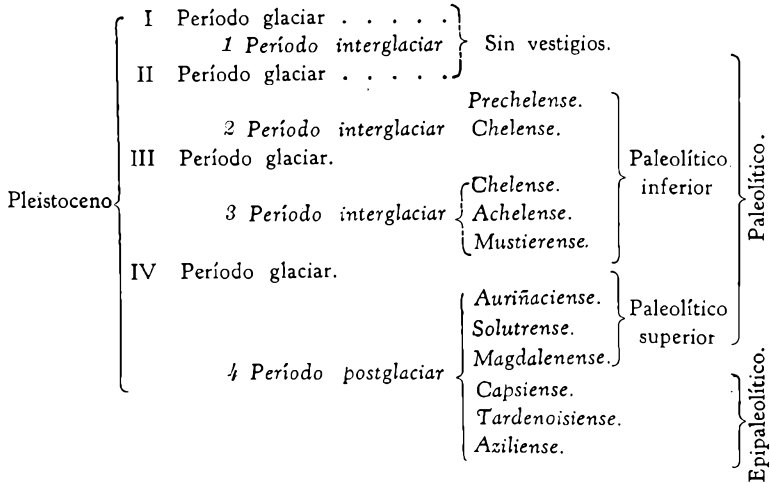 I Período glaciar . . . . .
1 Período interglaciar Sin vestigios.
II Período glaciar . . . . .
Prechelense.
2 Período interglaciar Chelense.
III Período glaciar.
Paleolítico
inferior
Chelense.
Pleistoceno
3 Período interglaciar Achelense.
Mustierense.
IV Período glaciar.
Auriñaciense.
Paleolítico
superior
Solutrense.
Magdalenense.
4 Período postglaciar
Capsiense.
Tardenoisiense.
Aziliense.
Paleolítico.
Epipaleolítico.